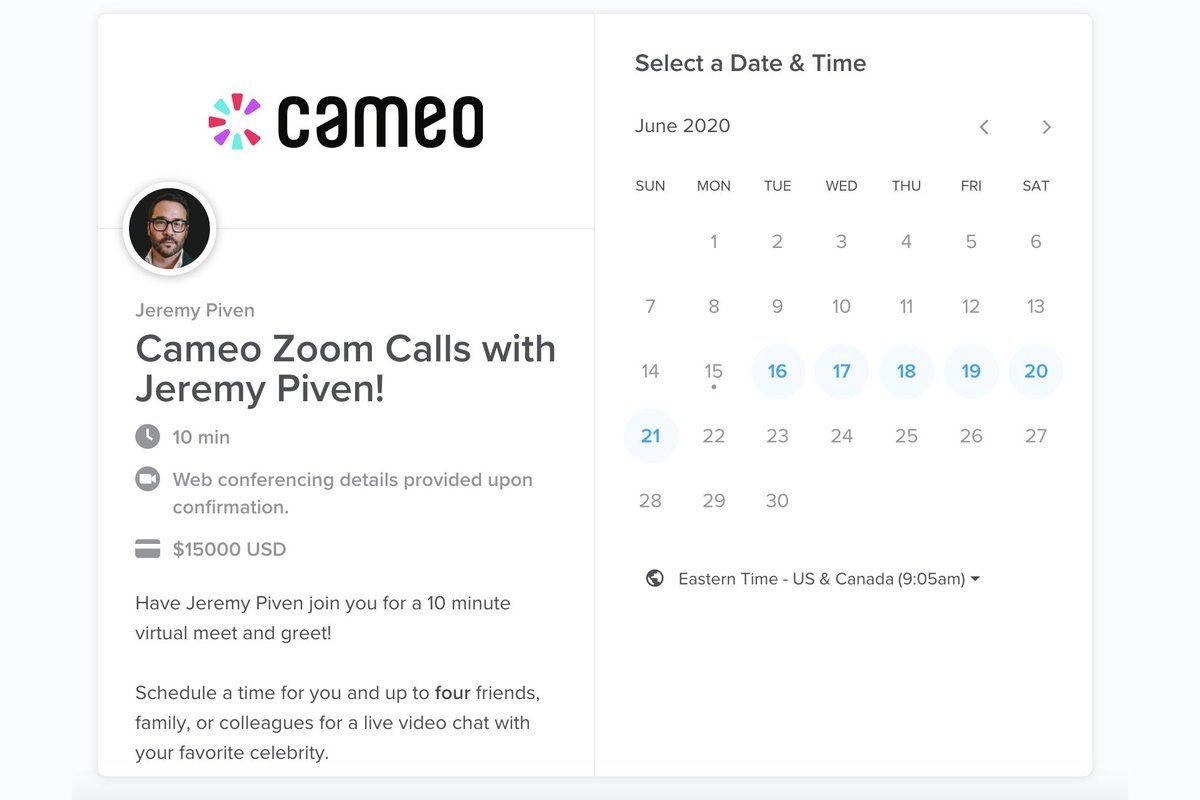 cameo
Jeremy Piven
Cameo Zoom Calls with
Jeremy Piven!
10 min
Web conferencing details provided upon
confirmation.
$15000 USD
Have Jeremy Piven join you for a 10 minute
virtual meet and greet!
Schedule a time for you and up to four friends,
family, or colleagues for a live video chat with
your favorite celebrity.
Select a Date & Time
June 2020
SUN MON TUE WED THU FRI SAT
1 2 3 4 5 6
7 8 9 10 11 12 13
14 15 16 17 18 19 20
21 22 23 24 25 26 27
28 29 30
Eastern Time - US & Canada (9:05am)